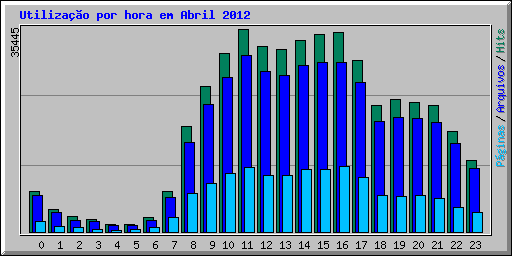 Utilização por hora em Abril 2012
35445
Páginas / Arquivos / Hits
0 1 2 3 4 5 6 7 8 9 10 11 12 13 14 15 16 17 18 19 20 21 22 23